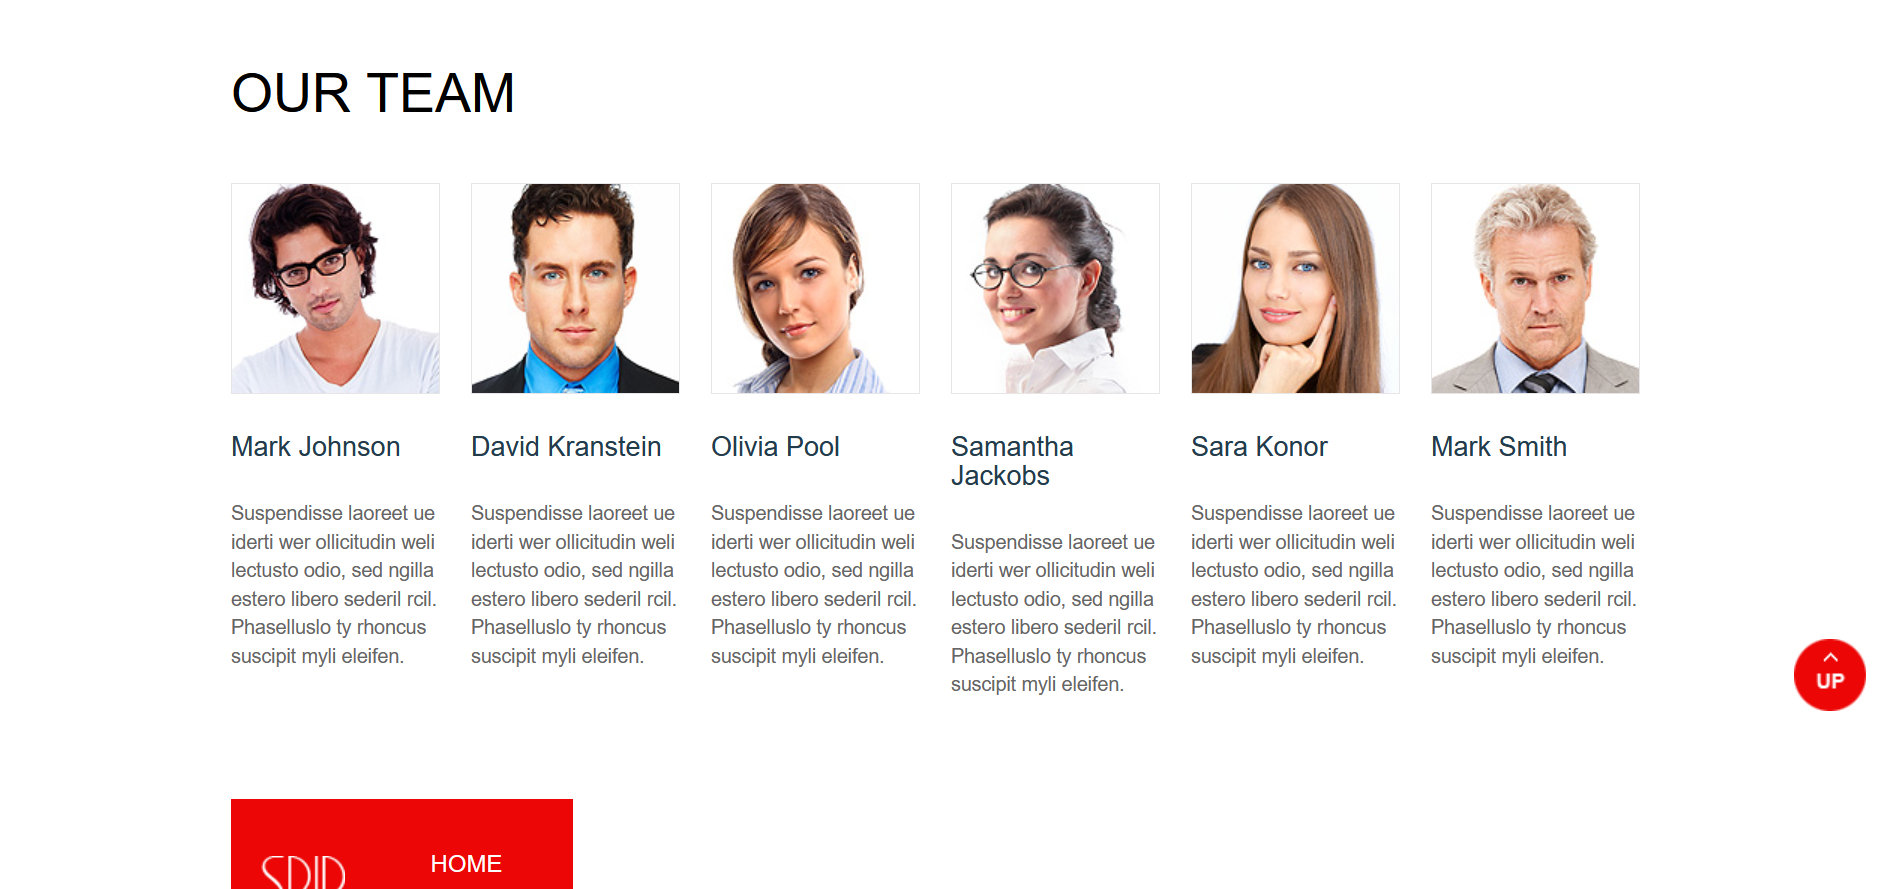 OUR TEAM
Mark Johnson
Suspendisse laoreet ue
iderti wer ollicitudin weli
lectusto odio, sed ngilla
estero libero sederil rcil.
Phaselluslo ty rhoncus
suscipit myli eleifen.
David Kranstein
Suspendisse laoreet ue
iderti wer ollicitudin weli
lectusto odio, sed ngilla
estero libero sederil rcil.
Phaselluslo ty rhoncus
suscipit myli eleifen.
Olivia Pool
Suspendisse laoreet ue
iderti wer ollicitudin weli
lectusto odio, sed ngilla
estero libero sederil rcil.
Phaselluslo ty rhoncus
suscipit myli eleifen.
Samantha
Jackobs
Suspendisse laoreet ue
iderti wer ollicitudin weli
lectusto odio, sed ngilla
estero libero sederil rcil.
Phaselluslo ty rhoncus
suscipit myli eleifen.
Sara Konor
Suspendisse laoreet ue
iderti wer ollicitudin weli
lectusto odio, sed ngilla
estero libero sederil rcil.
Phaselluslo ty rhoncus
suscipit myli eleifen.
Mark Smith
Suspendisse laoreet ue
iderti wer ollicitudin weli
lectusto odio, sed ngilla
estero libero sederil rcil.
Phaselluslo ty rhoncus
suscipit myli eleifen.
UP
HOME